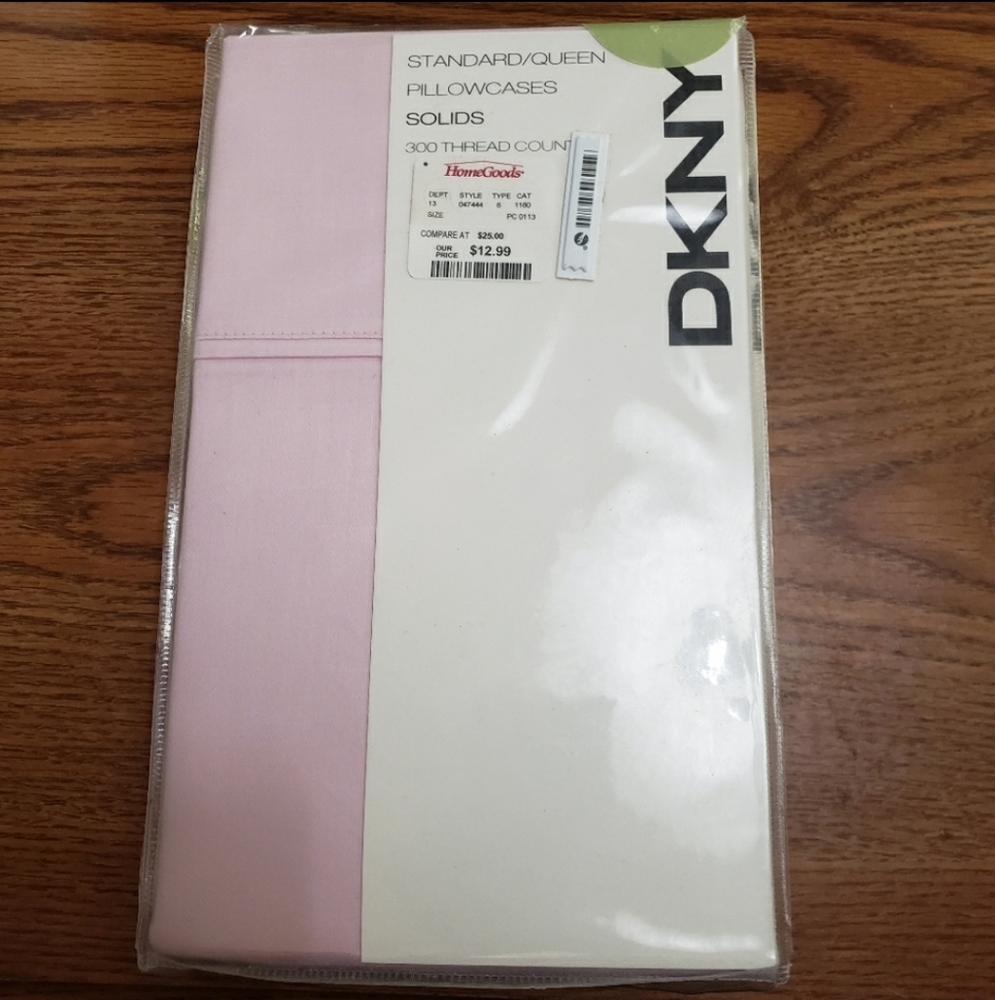 STANDARD/QUEEN
PILLOWCASES
SOLIDS
300 THREAD COUNT
DKNY
HomeGoods
DEPT STYLE TYPE CAT
13 047444 6 1180
SIZE PC 0113
COMPARE AT $25.00
OUR PRICE $12.99